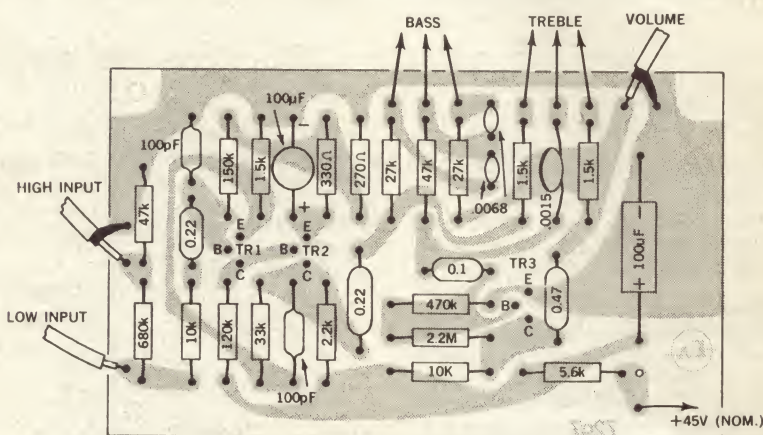 BASS TREBLE VOLUME
100µF
100pF
HIGH INPUT
LOW INPUT
47k
0.22
150k
1.5k
330Ω
270Ω
27k
47k
27k
.0068
1.5k
.0015
1.5k
- +
E
B TR1
C
E
B TR2
C
680k
10k
120k
33k
100pF
2.2k
0.22
0.1
470k
2.2M
10K
TR3
E
B
C
0.47
5.6k
- 100uF +
+45V (NOM.)